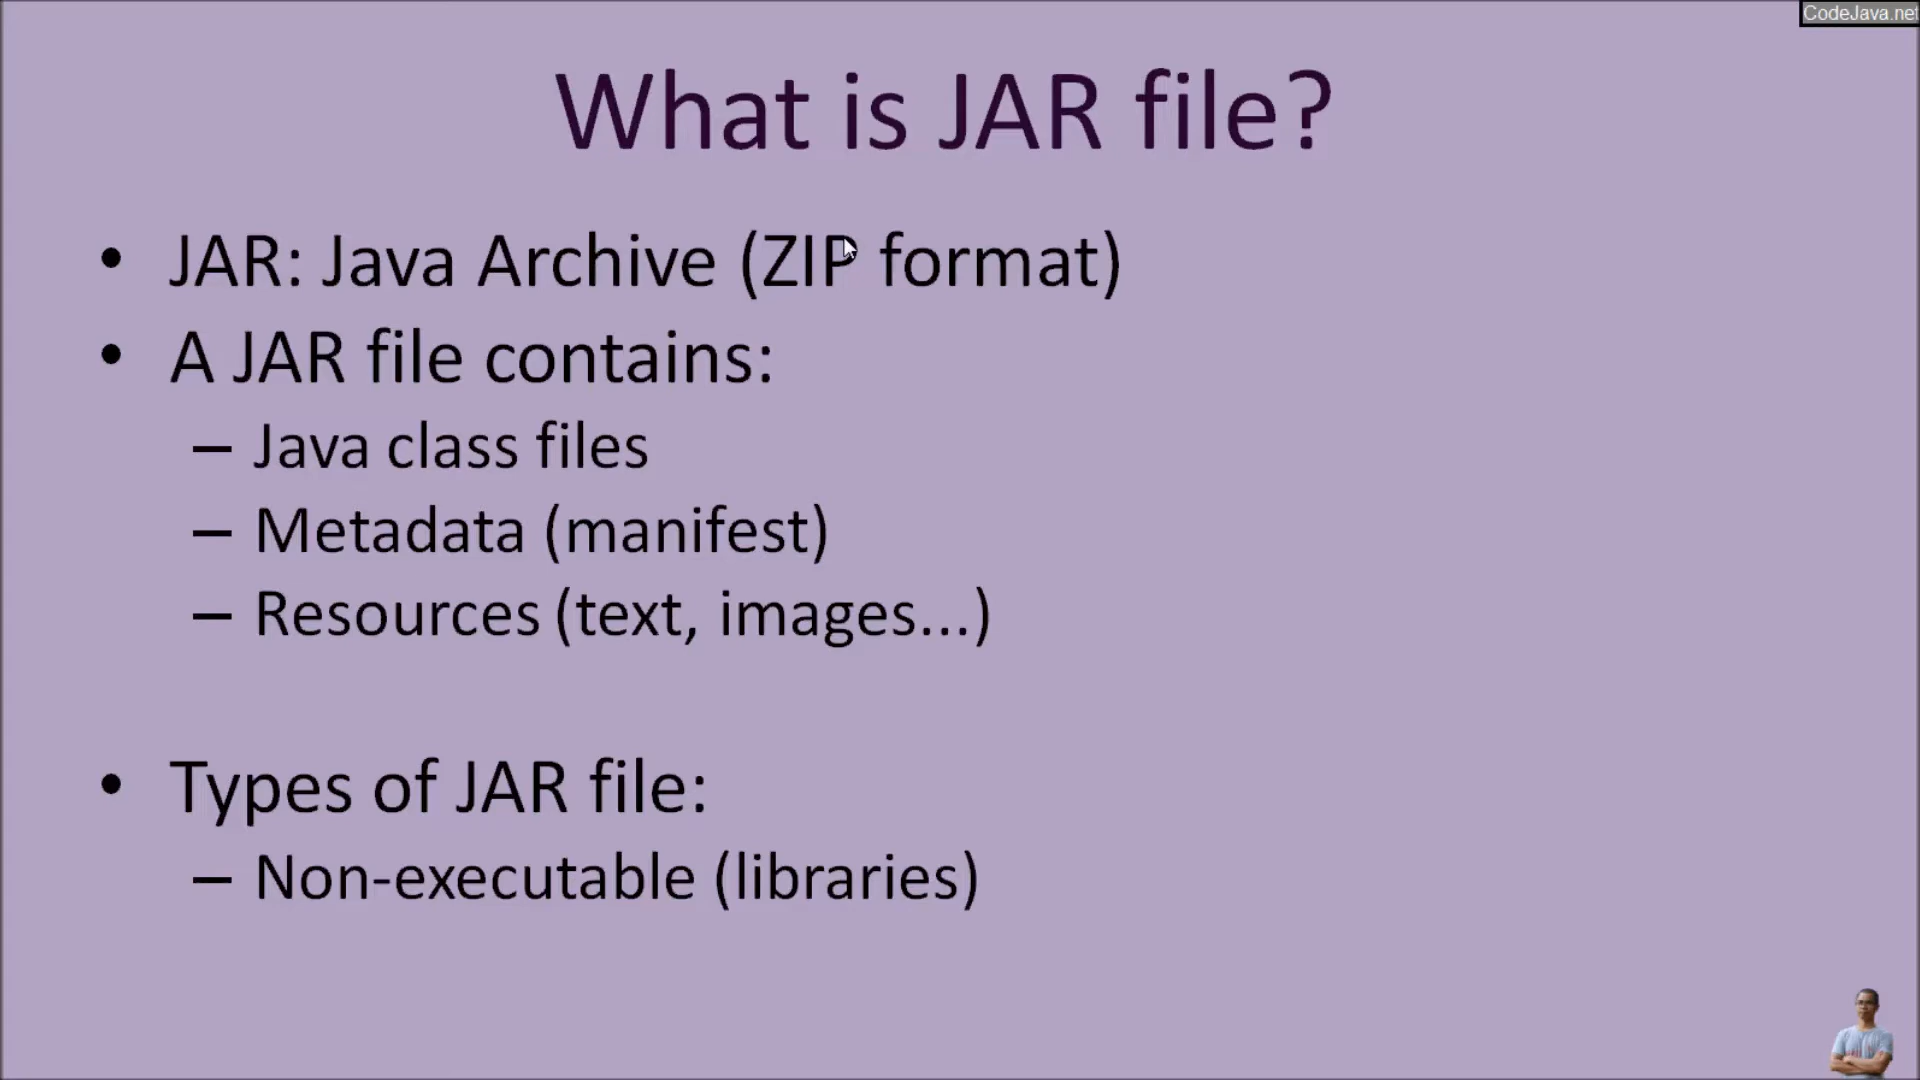 CodeJava.net
What is JAR file?
• JAR: Java Archive (ZIP format)
• A JAR file contains:
– Java class files
– Metadata (manifest)
– Resources (text, images...)
• Types of JAR file:
– Non-executable (libraries)